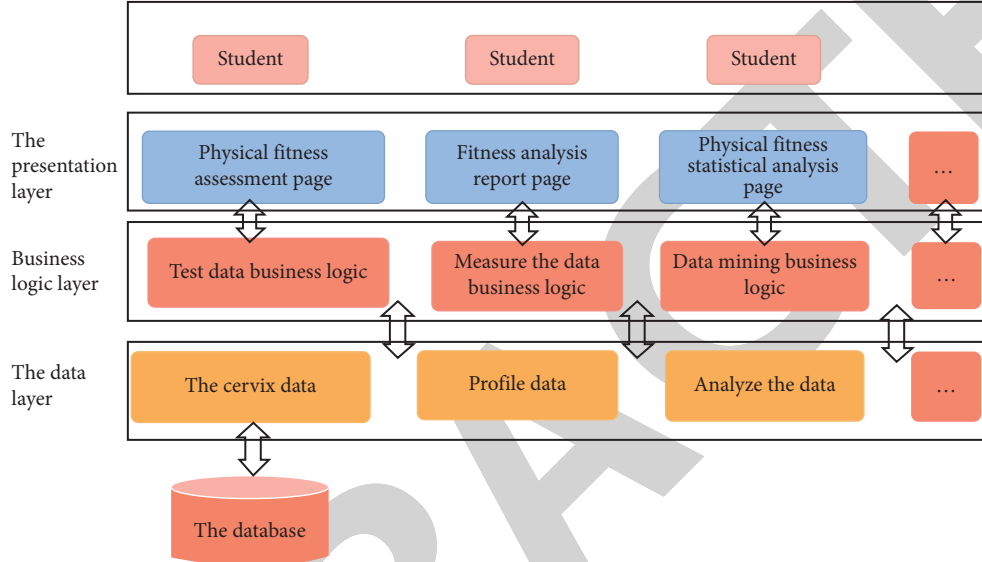 Student
Student
Student
The
presentation
layer
Physical fitness
assessment page
Fitness analysis
report page
Physical fitness
statistical analysis
page
...
Business
logic layer
Test data business logic
Measure the data
business logic
Data mining business
logic
...
The data
layer
The cervix data
Profile data
Analyze the data
...
The database